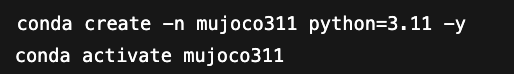 conda create -n mujoco311 python=3.11 -y
conda activate mujoco311